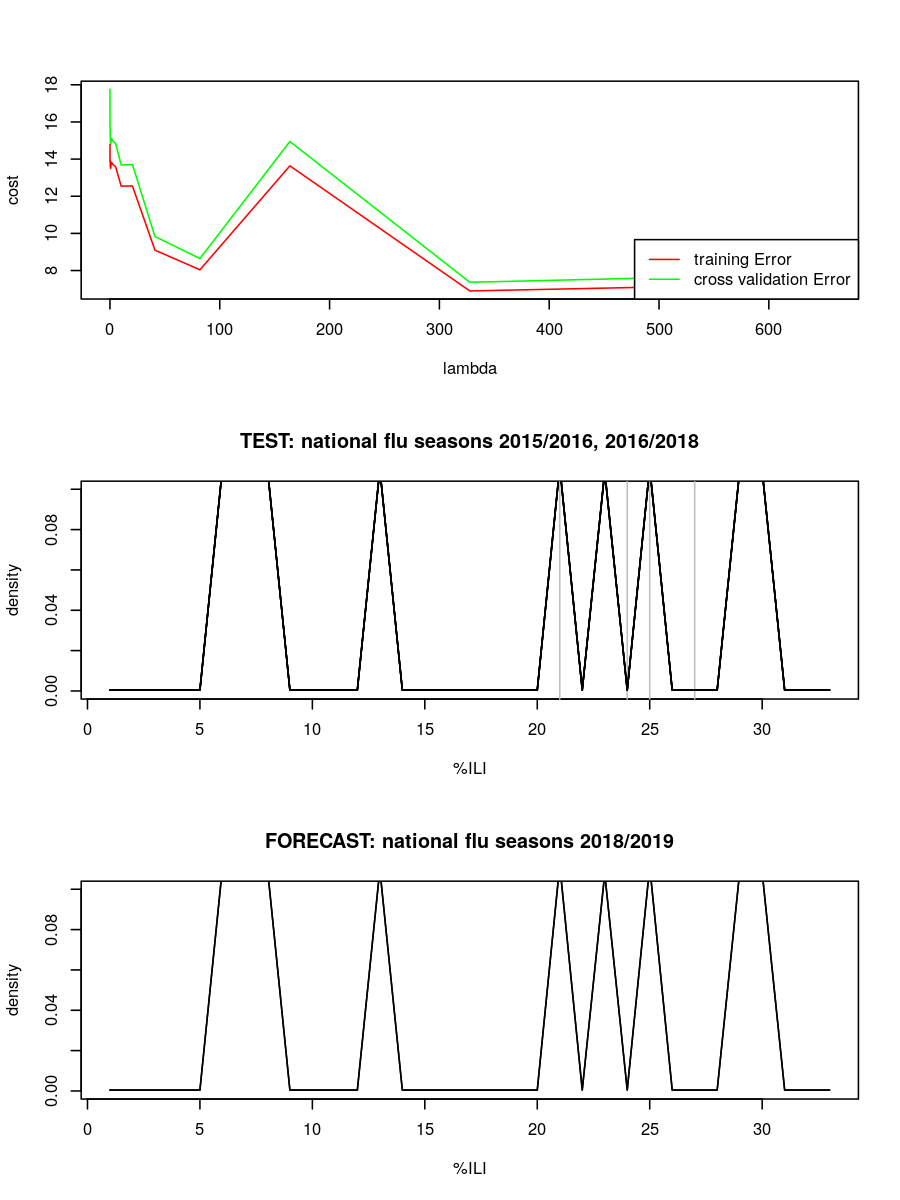 18
16
14
12
10
8
cost
training Error
cross validation Error
0 100 200 300 400 500 600
lambda
TEST: national flu seasons 2015/2016, 2016/2018
0.08
0.04
0.00
density
0 5 10 15 20 25 30
%ILI
FORECAST: national flu seasons 2018/2019
0.08
0.04
0.00
density
0 5 10 15 20 25 30
%ILI